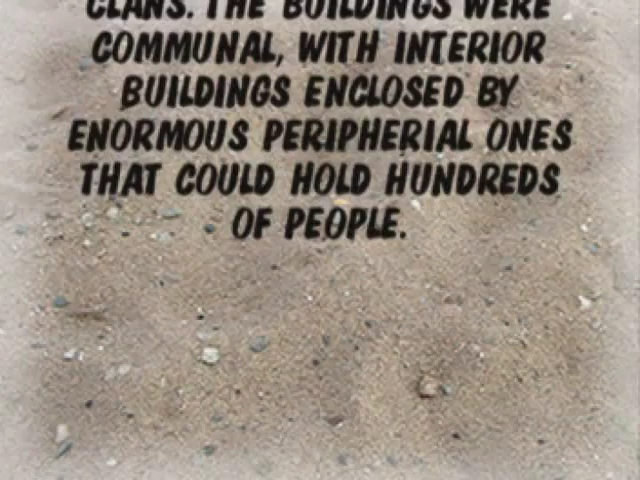 CLANS. THE BUILDINGS WERE
COMMUNAL, WITH INTERIOR
BUILDINGS ENCLOSED BY
ENORMOUS PERIPHERIAL ONES
THAT COULD HOLD HUNDREDS
OF PEOPLE.